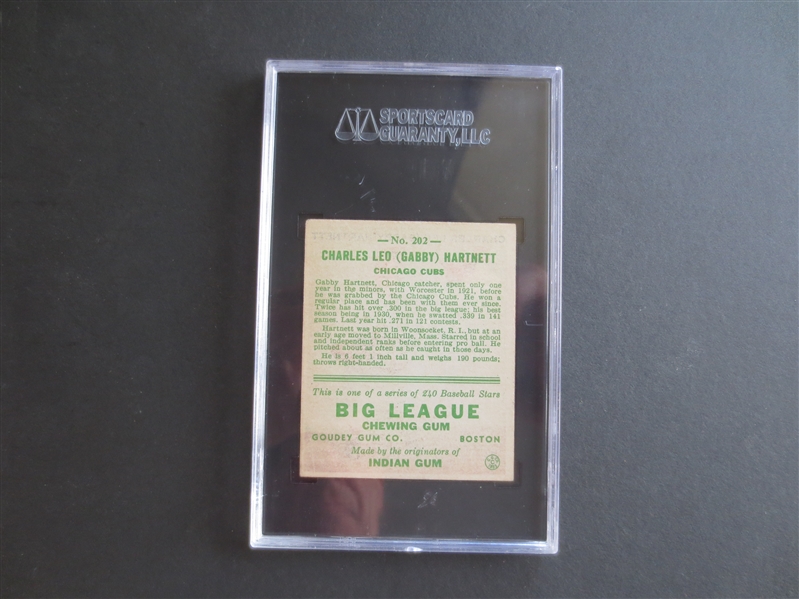 SPORTSCARD
GUARANTY, LLC
— No. 202 —
CHARLES LEO (GABBY) HARTNETT
CHICAGO CUBS
Gabby Hartnett, Chicago catcher, spent only one
year in the minors, with Worcester in 1921, before
he was grabbed by the Chicago Cubs. He won a
regular place and has been with them ever since.
Twice has hit over .300 in the big league; his best
season being in 1930, when he swatted .339 in 141
games. Last year hit .271 in 121 contests.
Hartnett was born in Woonsocket, R. I., but at an
early age moved to Millville, Mass. Starred in school
and independent ranks before entering pro ball. He
pitched about as often as he caught in those days.
He is 6 feet 1 inch tall and weighs 190 pounds;
throws right-handed.
This is one of a series of 240 Baseball Stars
BIG LEAGUE
CHEWING GUM
GOUDEY GUM CO. BOSTON
Made by the originators of
INDIAN GUM